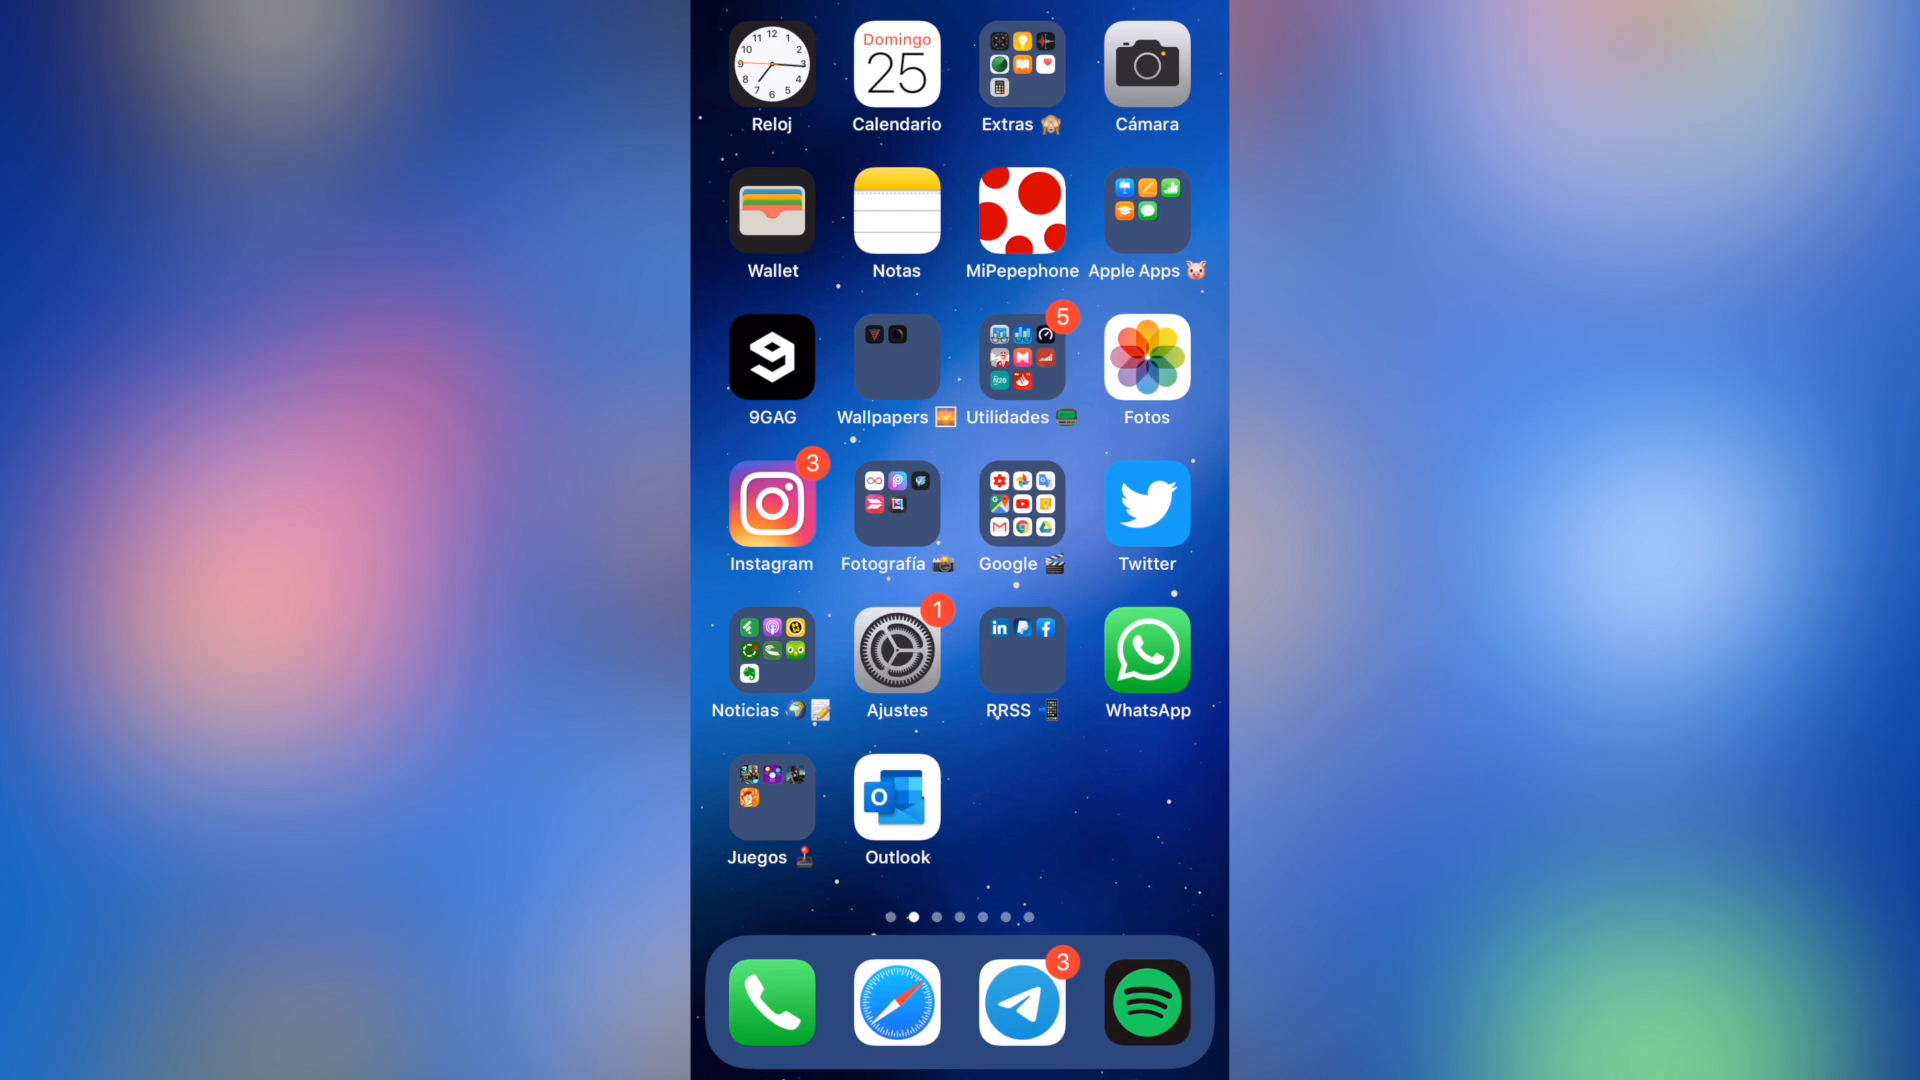 Domingo
25
Reloj
Calendario
Extras 🙈
Cámara
Wallet
Notas
MiPepephone
Apple Apps 🐷
5
9GAG
Wallpapers 🌅
Utilidades 📟
Fotos
3
Instagram
Fotografía 📸
Google 🎬
Twitter
1
Noticias 🌍 📝
Ajustes
RRSS 📲
WhatsApp
Juegos 🕹️
Outlook
3